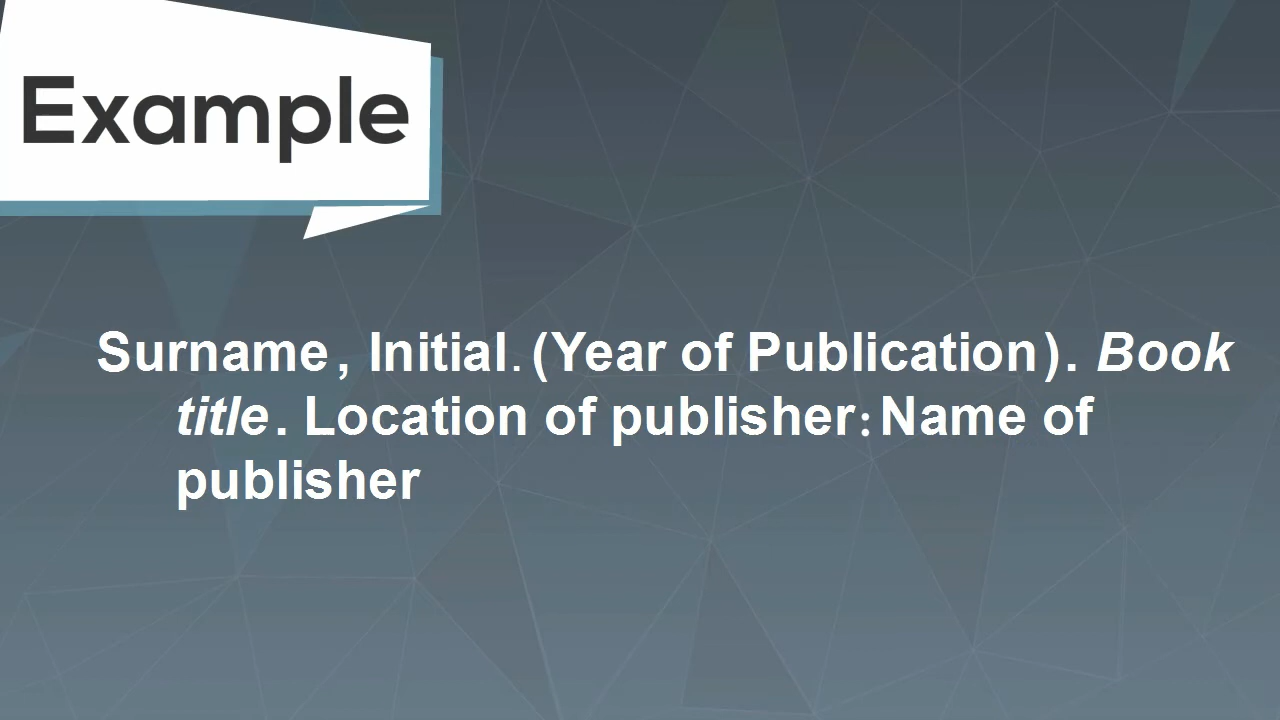 Example
Surname, Initial. (Year of Publication). Book
title. Location of publisher: Name of
publisher